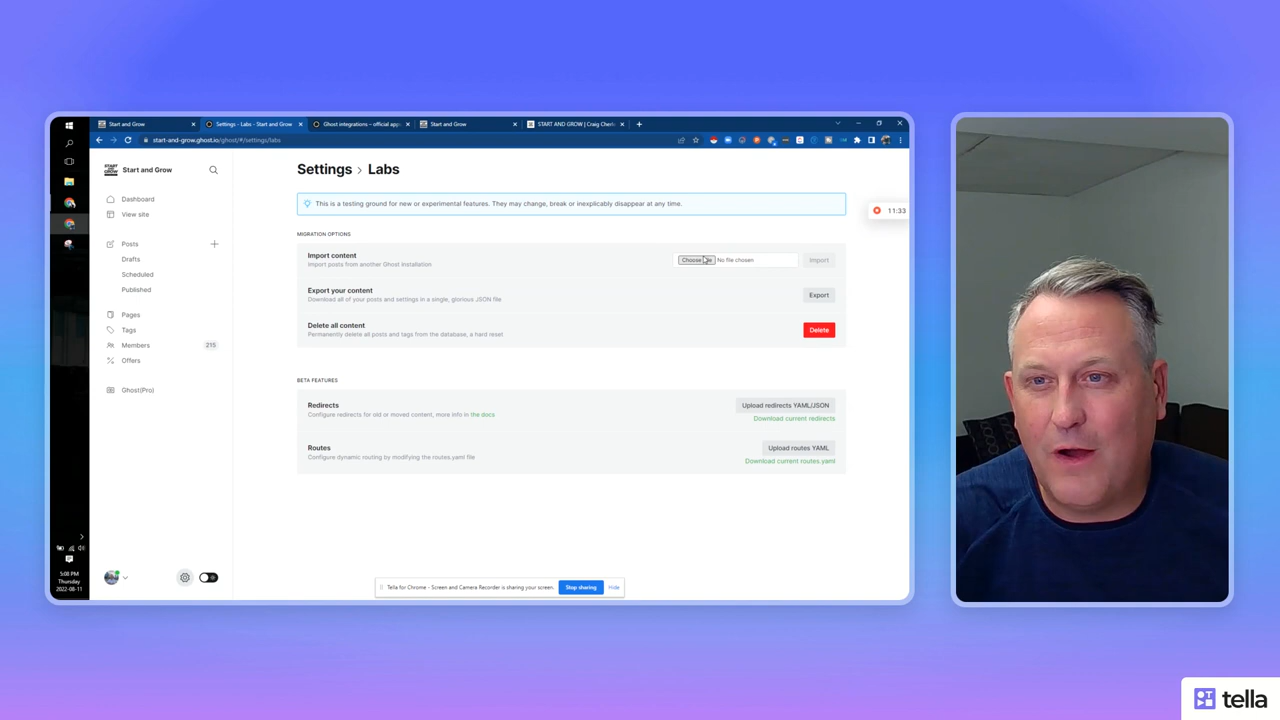 Start and Grow
Settings - Labs - Start and Grow
Ghost integrations – official app
Start and Grow
START AND GROW | Craig
start-and-grow.ghost.io/ghost/#/settings/labs
START AND GROW
Start and Grow
Dashboard
View site
Posts
Drafts
Scheduled
Published
Pages
Tags
Members 215
Offers
Ghost(Pro)
Settings › Labs
This is a testing ground for new or experimental features. They may change, break or inexplicably disappear at any time.
11:33
MIGRATION OPTIONS
Import content
Import posts from another Ghost installation
Choose No file chosen
Import
Export your content
Download all of your posts and settings in a single, glorious JSON file
Export
Delete all content
Permanently delete all posts and tags from the database, a hard reset
Delete
BETA FEATURES
Redirects
Configure redirects for old or moved content, more info in the docs
Upload redirects YAML/JSON
Download current redirects
Routes
Configure dynamic routing by modifying the routes.yaml file
Upload routes YAML
Download current routes.yaml
5:08 PM
Thursday
2022-08-11
Tella for Chrome - Screen and Camera Recorder is sharing your screen.
Stop sharing
Hide
tella